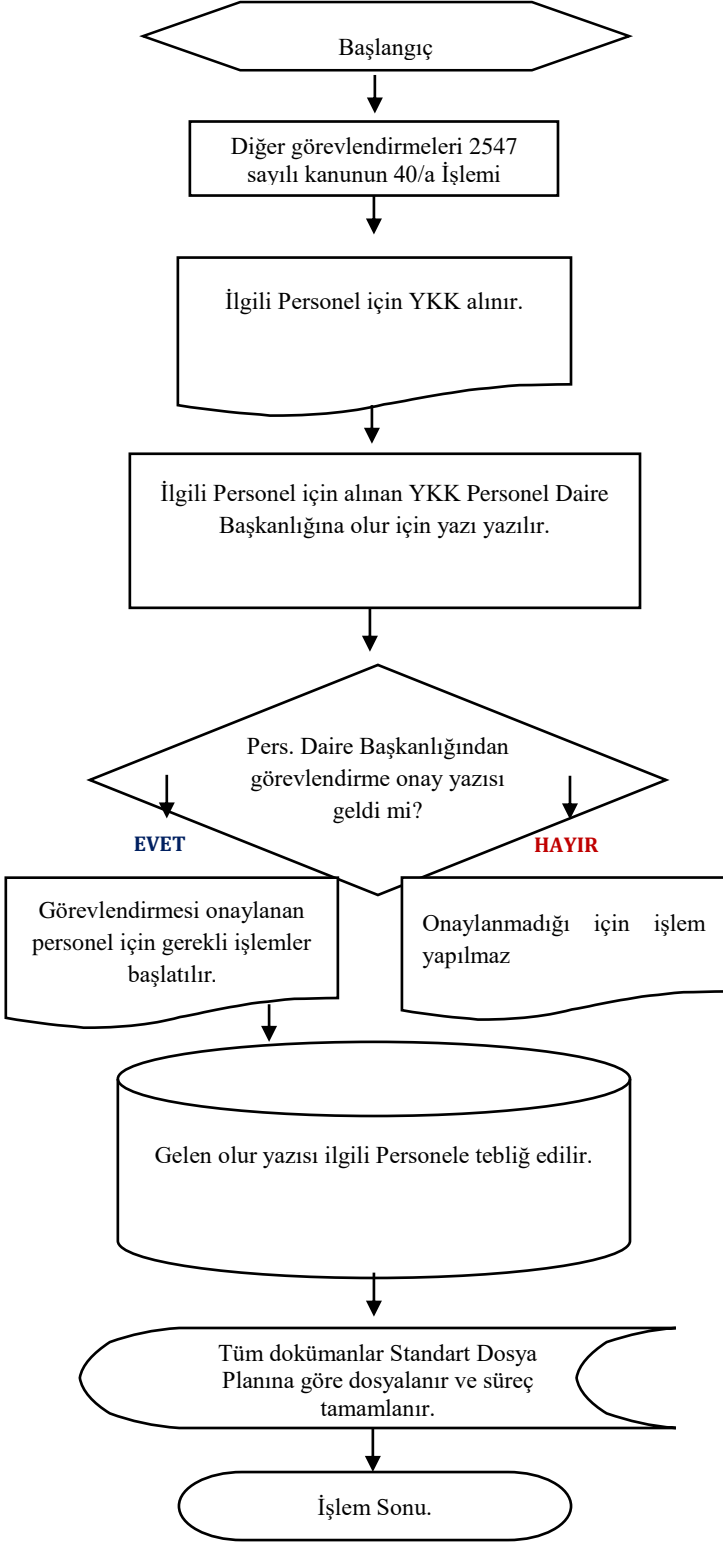 Başlangıç
Diğer görevlendirmeleri 2547
sayılı kanunun 40/a İşlemi
İlgili Personel için YKK alınır.
İlgili Personel için alınan YKK Personel Daire
Başkanlığına olur için yazı yazılır.
Pers. Daire Başkanlığından
görevlendirme onay yazısı
geldi mi?
EVET
HAYIR
Görevlendirmesi onaylanan
personel için gerekli işlemler
başlatılır.
Onaylanmadığı için işlem
yapılmaz
Gelen olur yazısı ilgili Personele tebliğ edilir.
Tüm dokümanlar Standart Dosya
Planına göre dosyalanır ve süreç
tamamlanır.
İşlem Sonu.